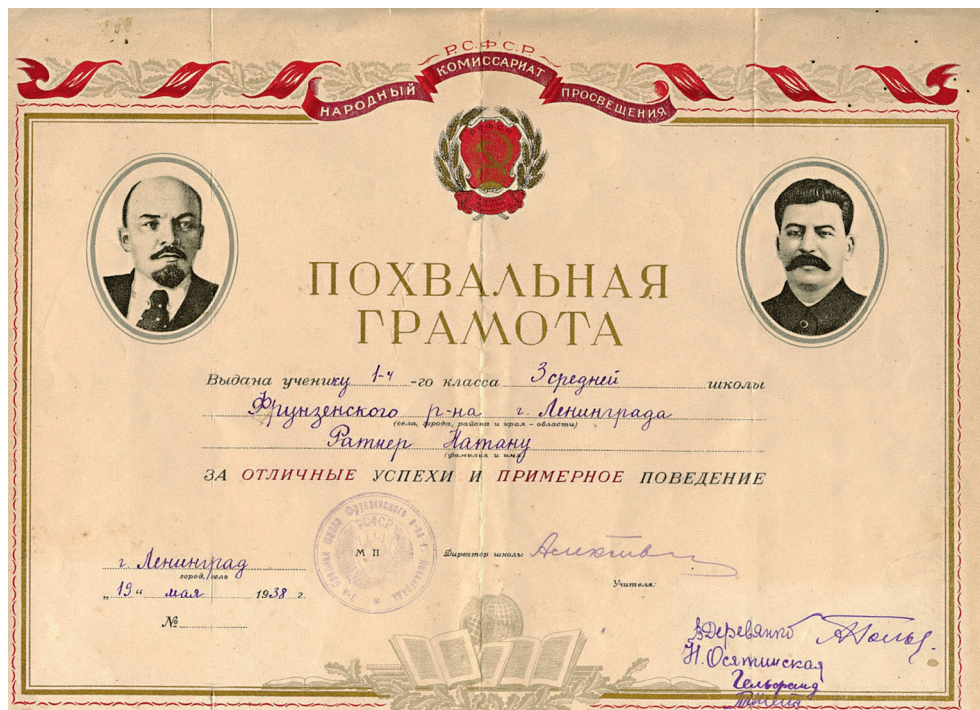 Р.С.Ф.С.Р.
НАРОДНЫЙ КОМИССАРИАТ ПРОСВЕЩЕНИЯ
ПОХВАЛЬНАЯ
ГРАМОТА
Выдана ученику 1-ч -го класса 3 средней школы
Фрунзенского р-на г. Ленинграда
(села, города, района и края - области)
Ратнер Натану
(фамилия и имя)
ЗА ОТЛИЧНЫЕ УСПЕХИ И ПРИМЕРНОЕ ПОВЕДЕНИЕ
РСФСР
М П Директор школы
г. Ленинград
город, село
Учителя:
„19“ мая 1938 г.
№
В Деревянко
Н. Осятинская